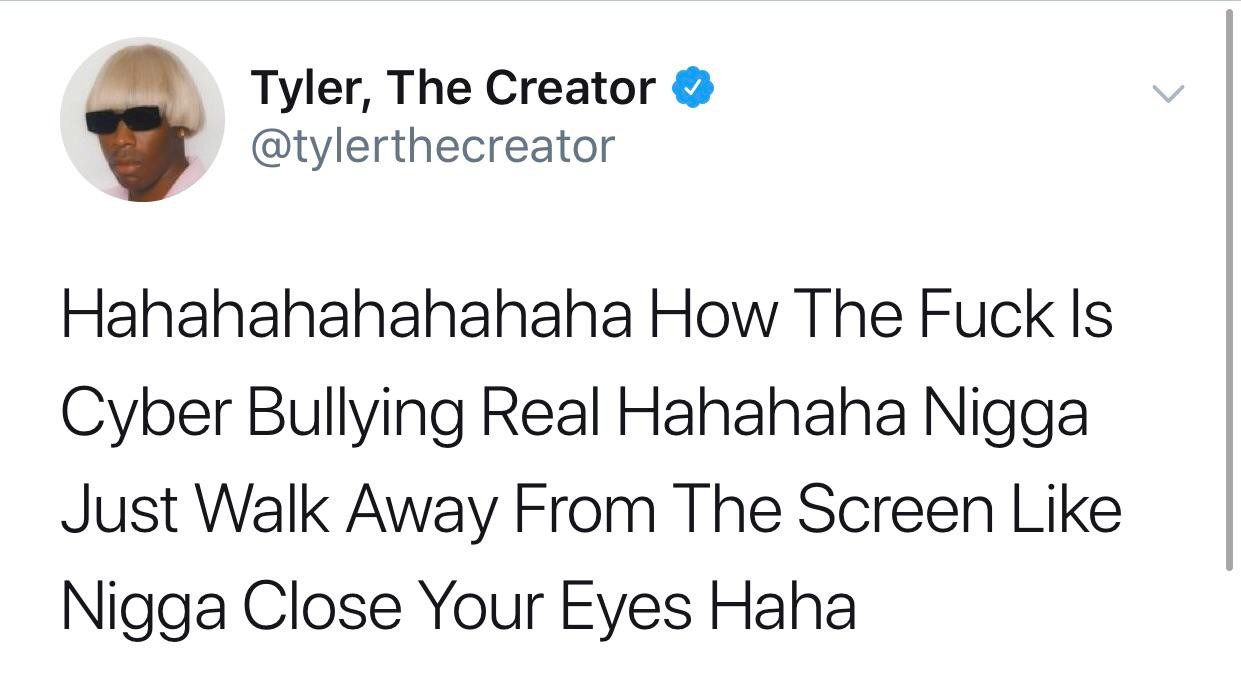 Tyler, The Creator
@tylerthecreator
Hahahahahahahaha How The Fuck Is
Cyber Bullying Real Hahahaha Nigga
Just Walk Away From The Screen Like
Nigga Close Your Eyes Haha